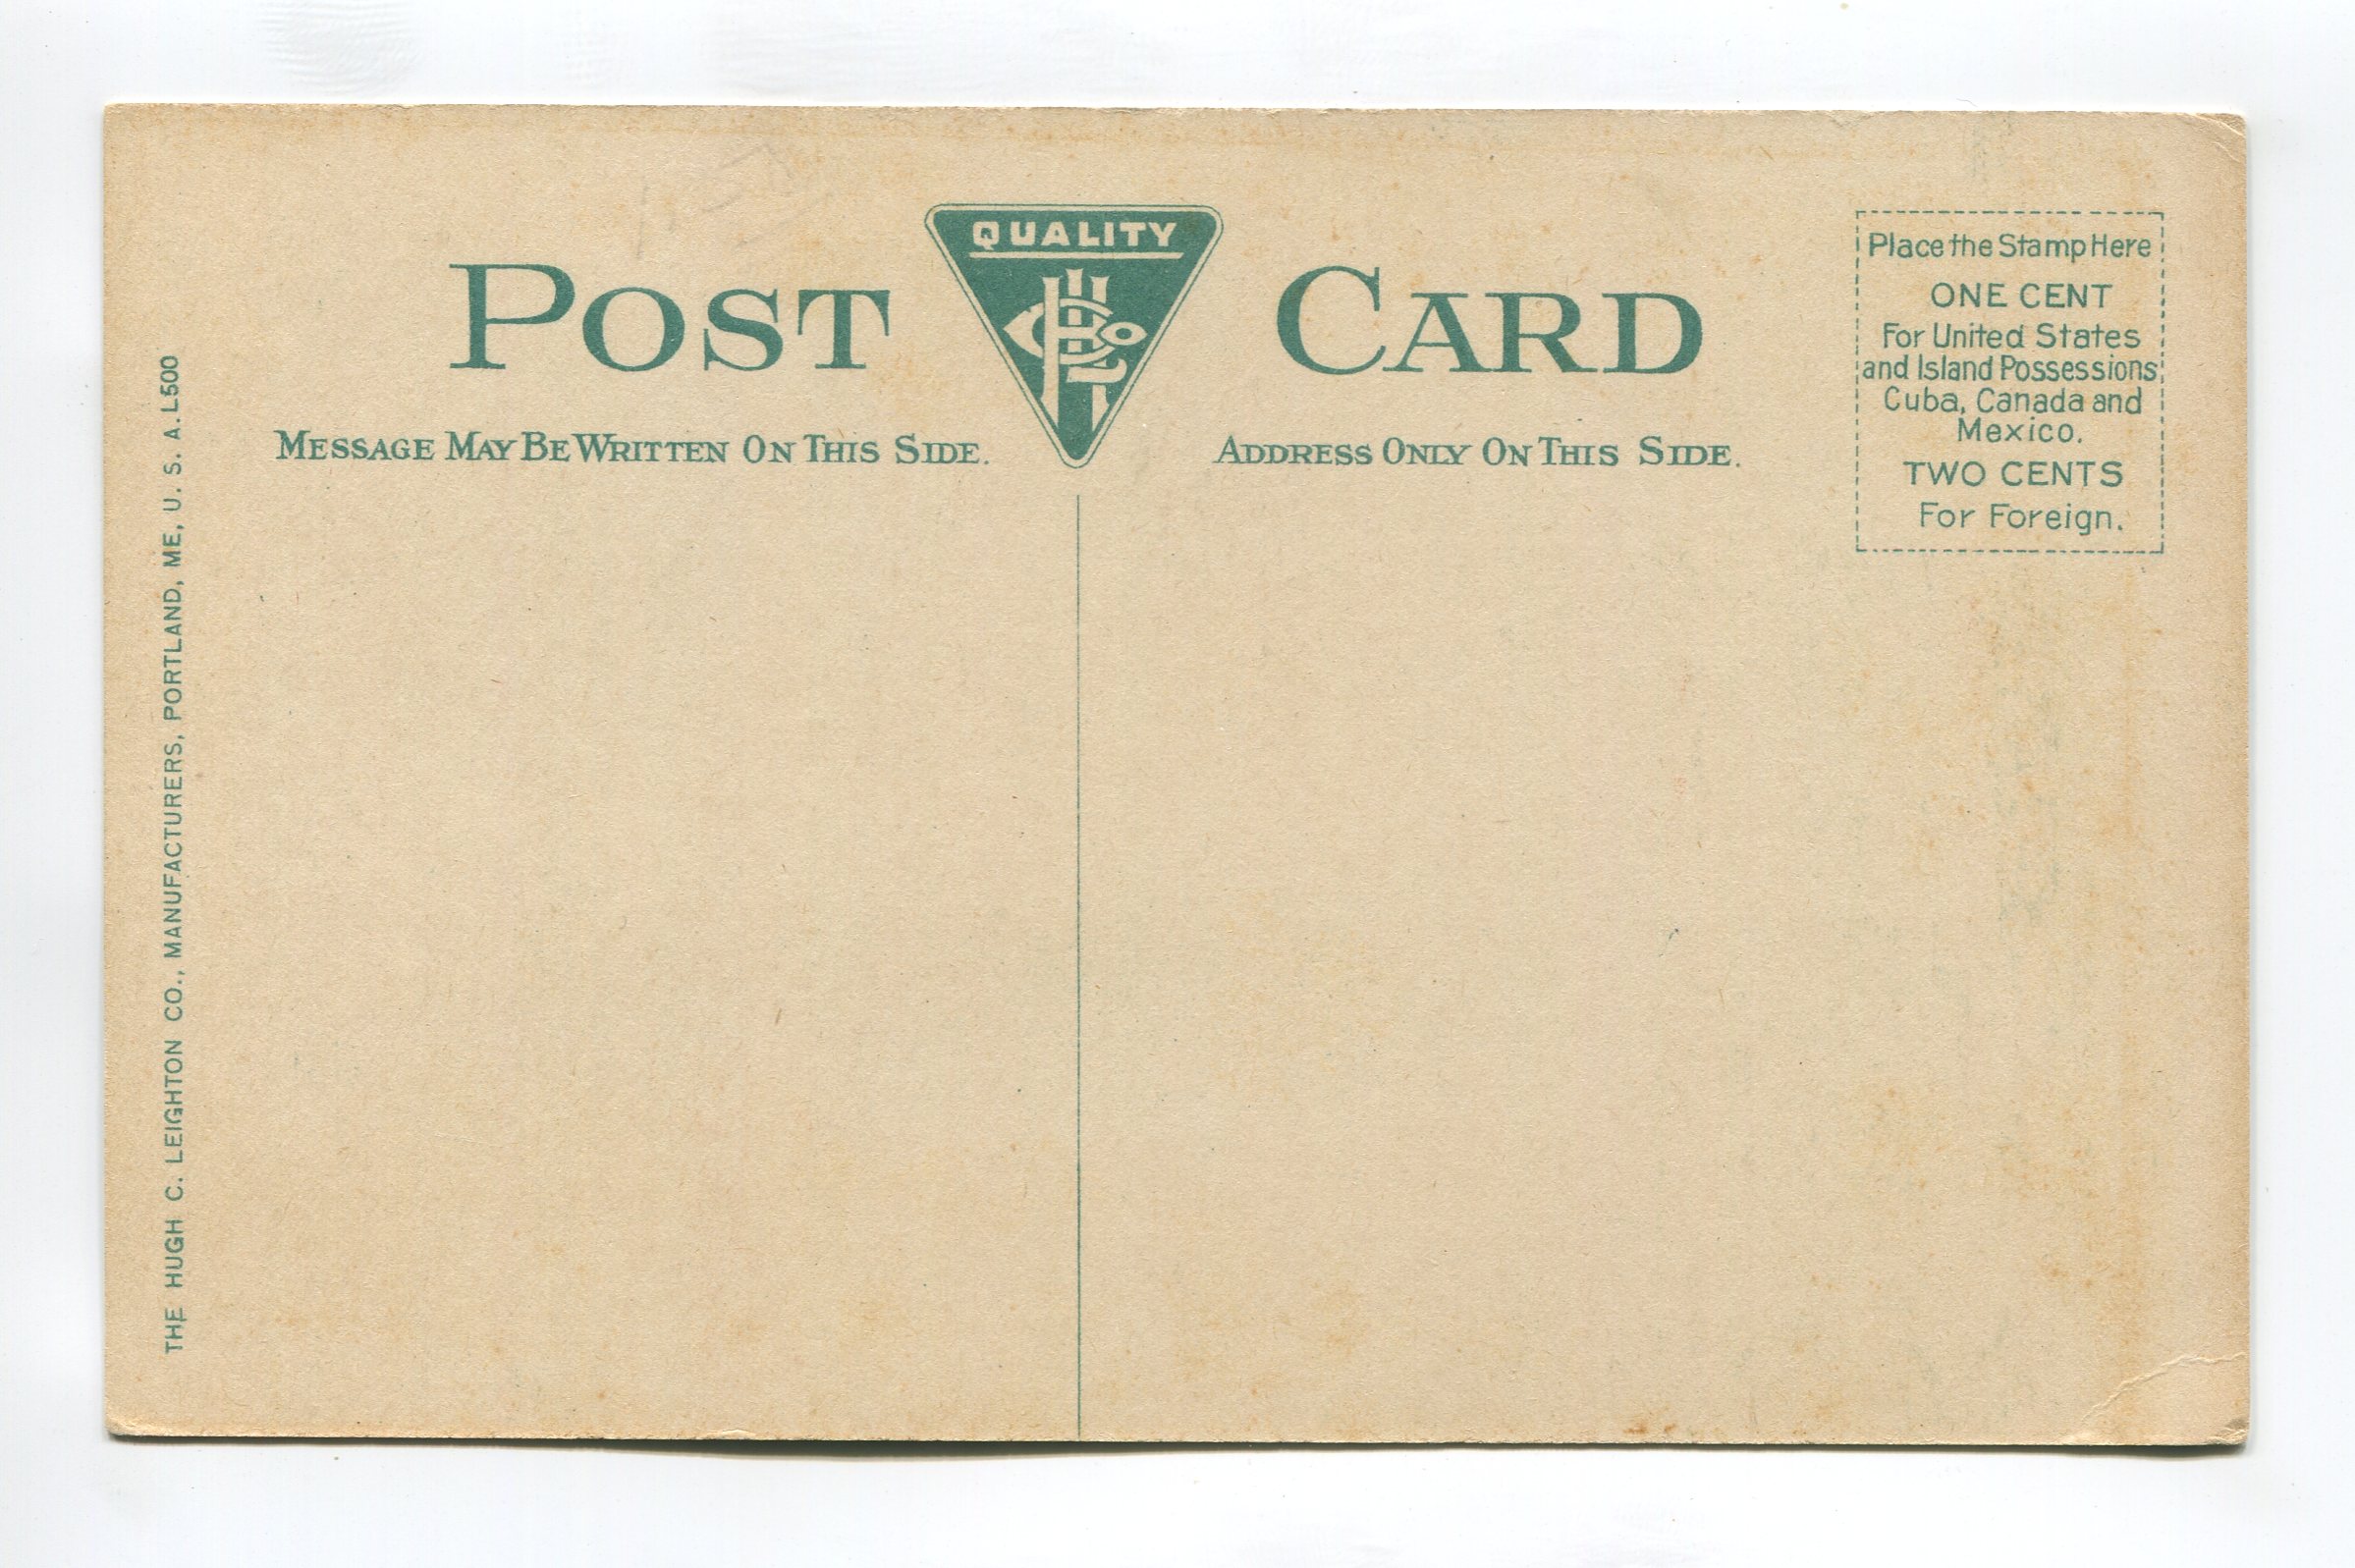 QUALITY
POST CARD
MESSAGE MAY BE WRITTEN ON THIS SIDE.
ADDRESS ONLY ON THIS SIDE.
Place the Stamp Here
ONE CENT
For United States
and Island Possessions
Cuba, Canada and
Mexico.
TWO CENTS
For Foreign.
THE HUGH C. LEIGHTON CO., MANUFACTURERS, PORTLAND, ME., U. S. A. L500